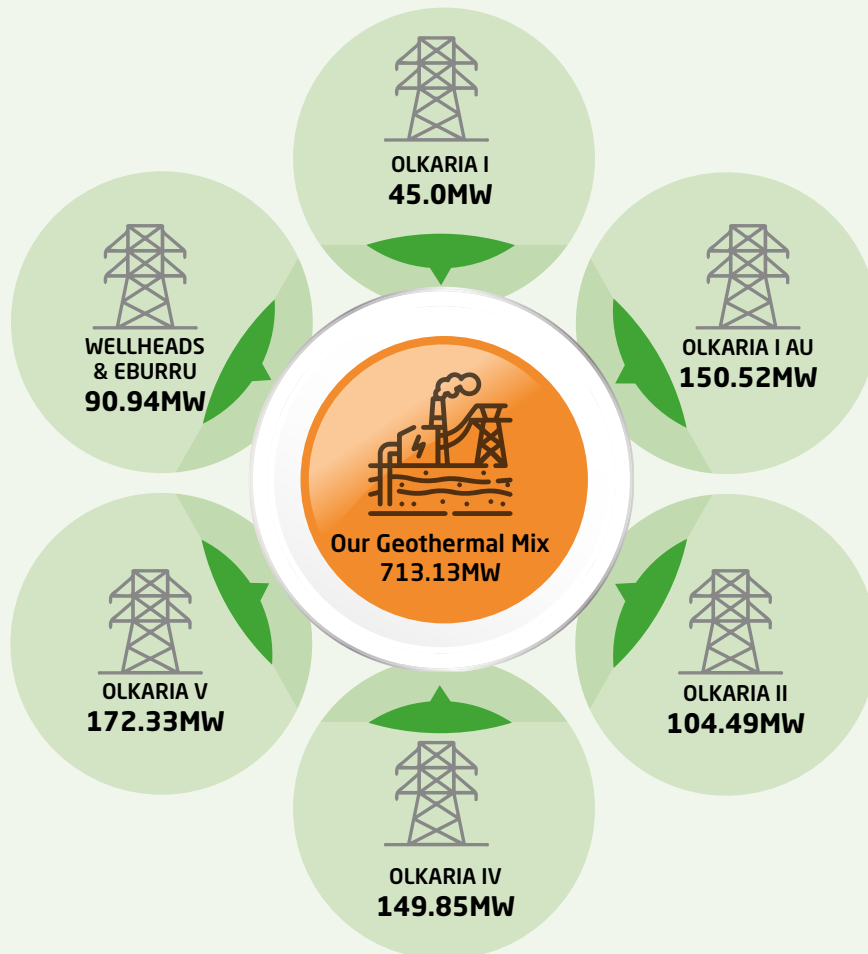 OLKARIA I
45.0MW
OLKARIA I AU
150.52MW
OLKARIA II
104.49MW
OLKARIA IV
149.85MW
OLKARIA V
172.33MW
WELLHEADS
& EBURRU
90.94MW
Our Geothermal Mix
713.13MW